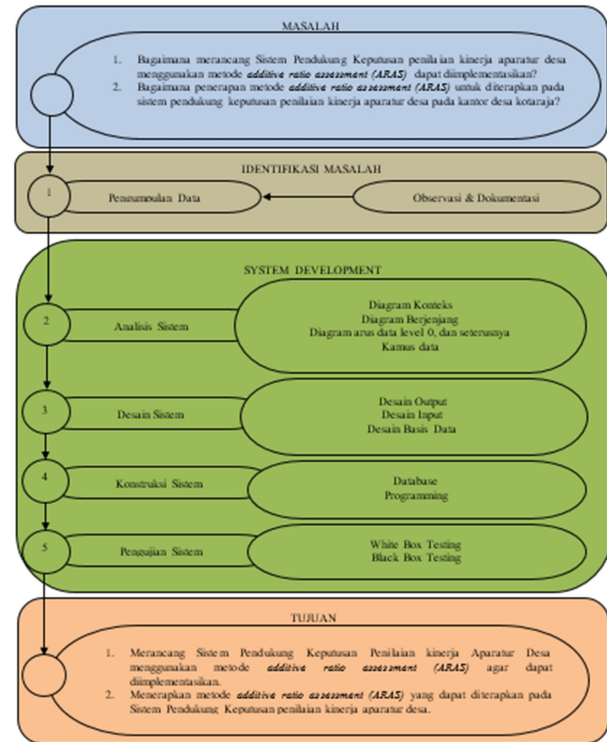 MASALAH
1. Bagaimana merancang Sistem Pendukung Keputusan penilaian kinerja aparatur desa
menggunakan metode additive ratio assessment (ARAS) dapat diimplementasikan?
2. Bagaimana penerapan metode additive ratio assessment (ARAS) untuk diterapkan pada
sistem pendukung keputusan penilaian kinerja aparatur desa pada kantor desa kotaraja?
IDENTIFIKASI MASALAH
1
Pengumpulan Data
Observasi & Dokumentasi
SYSTEM DEVELOPMENT
2
Analisis Sistem
Diagram Konteks
Diagram Berjenjang
Diagram arus data level 0, dan seterusnya
Kamus data
3
Desain Sistem
Desain Output
Desain Input
Desain Basis Data
4
Konstruksi Sistem
Database
Programming
5
Pengujian Sistem
White Box Testing
Black Box Testing
TUJUAN
1. Merancang Sistem Pendukung Keputusan Penilaian kinerja Aparatur Desa
menggunakan metode additive ratio assessment (ARAS) agar dapat
diimplementasikan.
2. Menerapkan metode additive ratio assessment (ARAS) yang dapat diterapkan pada
Sistem Pendukung Keputusan penilaian kinerja aparatur desa.